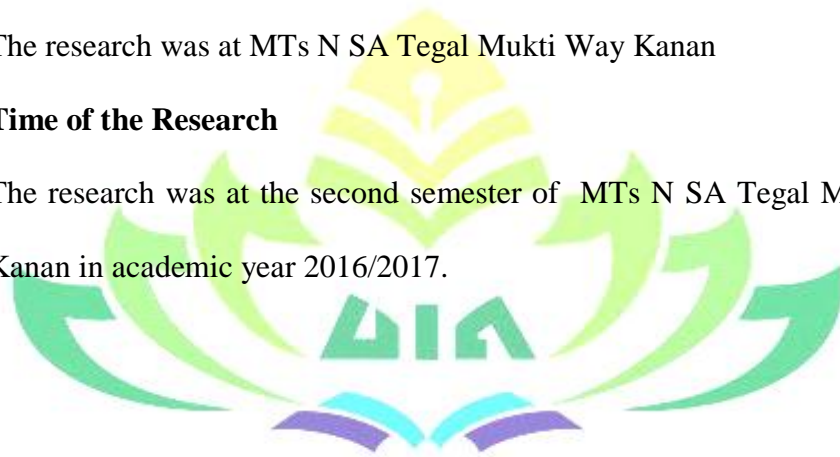 The research was at MTs N SA Tegal Mukti Way Kanan
Time of the Research
The research was at the second semester of MTs N SA Tegal M
Kanan in academic year 2016/2017.